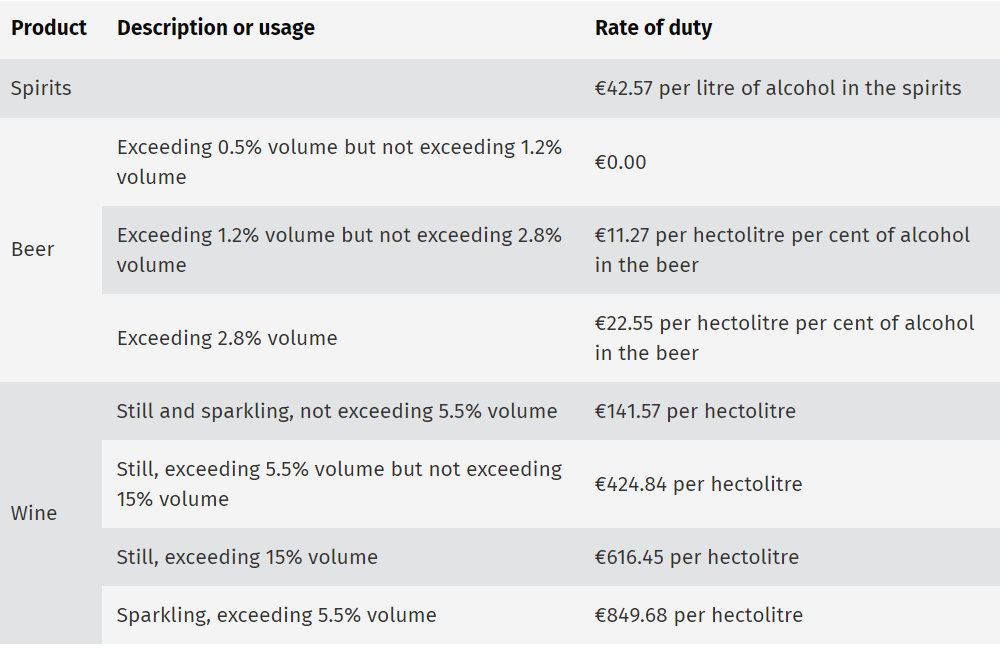 Product Description or usage Rate of duty
Spirits €42.57 per litre of alcohol in the spirits
Beer
Exceeding 0.5% volume but not exceeding 1.2%
volume
€0.00
Exceeding 1.2% volume but not exceeding 2.8%
volume
€11.27 per hectolitre per cent of alcohol
in the beer
Exceeding 2.8% volume
€22.55 per hectolitre per cent of alcohol
in the beer
Wine
Still and sparkling, not exceeding 5.5% volume €141.57 per hectolitre
Still, exceeding 5.5% volume but not exceeding
15% volume
€424.84 per hectolitre
Still, exceeding 15% volume €616.45 per hectolitre
Sparkling, exceeding 5.5% volume €849.68 per hectolitre